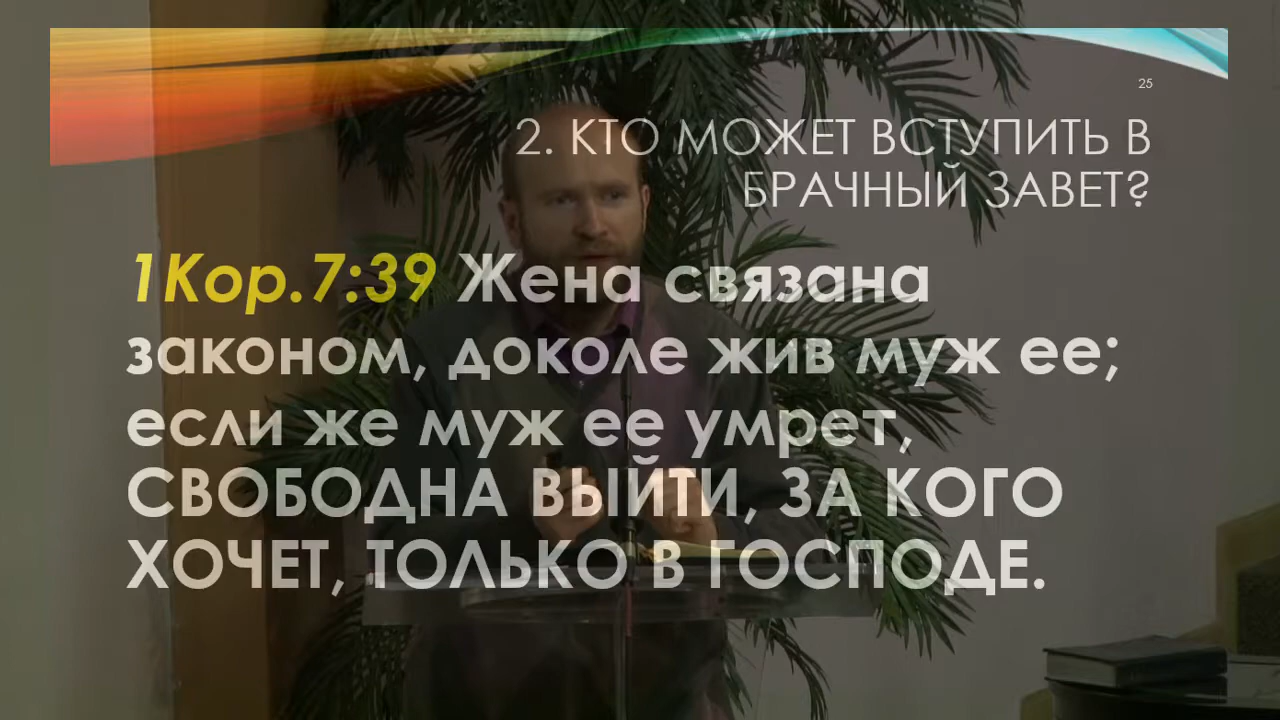 25
2. КТО МОЖЕТ ВСТУПИТЬ В
БРАЧНЫЙ ЗАВЕТ?
1Кор.7:39 Жена связана
законом, доколе жив муж ее;
если же муж ее умрет,
СВОБОДНА ВЫЙТИ, ЗА КОГО
ХОЧЕТ, ТОЛЬКО В ГОСПОДЕ.